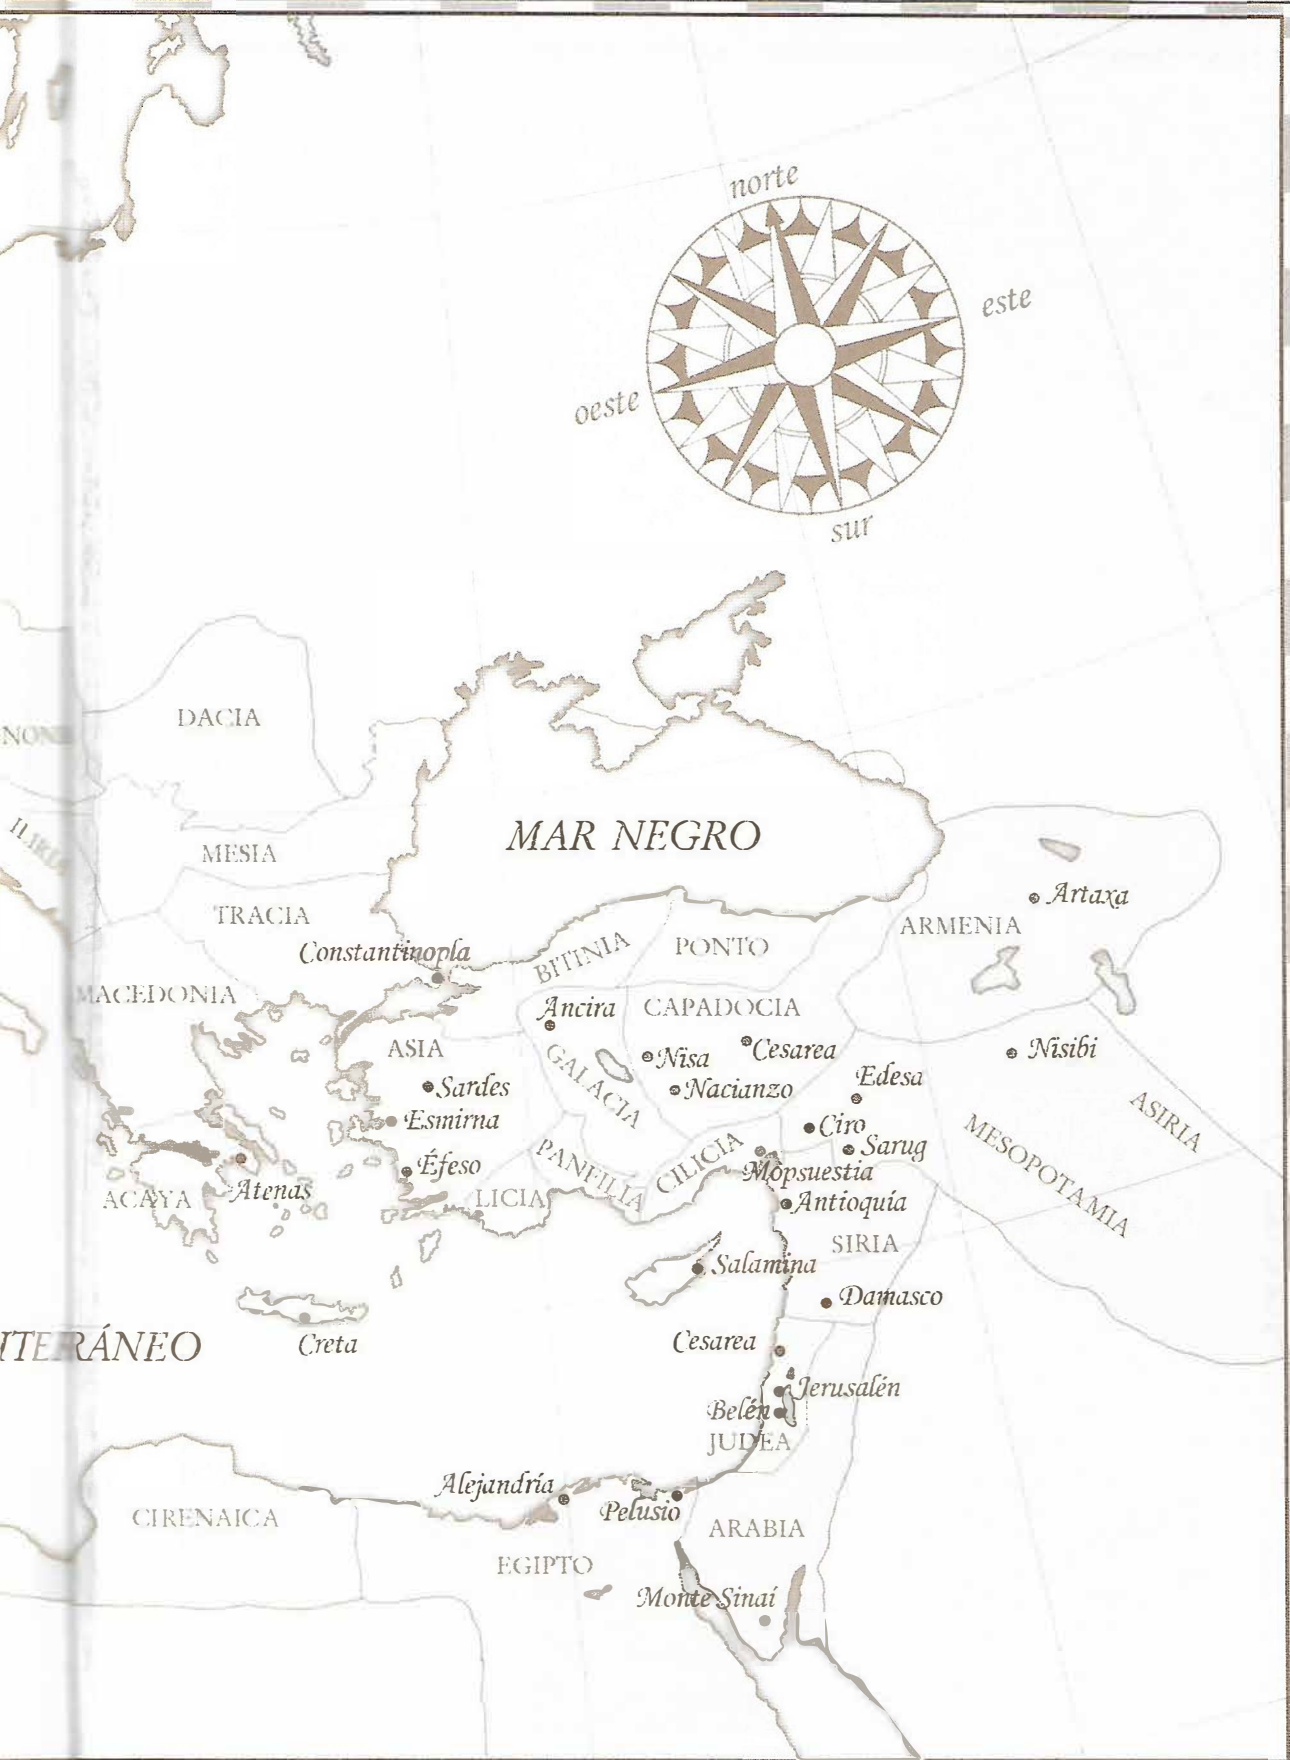 norte
este
oeste
sur
DACIA
MAR NEGRO
MESIA
TRACIA
Constantinopla
MACEDONIA
BITINIA
PONTO
ARMENIA
Artaxa
Ancira
CAPADOCIA
ASIA
GALACIA
Nisa
Cesarea
Nisibi
Sardes
Nacianzo
Edesa
ASIRIA
Esmirna
Ciro
MESOPOTAMIA
Éfeso
PANFILIA
CILICIA
Sarug
Mopsuestia
ACAYA
Atenas
LICIA
Antioquía
SIRIA
Salamina
Damasco
ITERÁNEO
Creta
Cesarea
Jerusalén
Belén
JUDEA
Alejandría
Pelusio
CIRENAICA
ARABIA
EGIPTO
Monte Sinaí